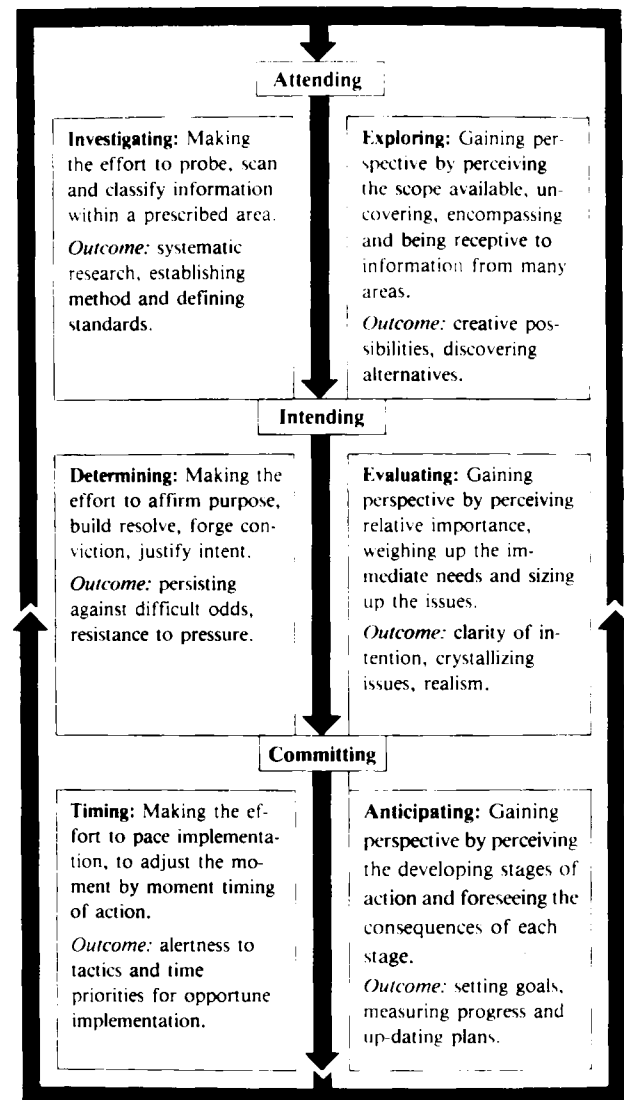 Attending
Investigating: Making
the effort to probe, scan
and classify information
within a prescribed area.
Outcome: systematic
research, establishing
method and defining
standards.
Exploring: Gaining per-
spective by perceiving
the scope available, un-
covering, encompassing
and being receptive to
information from many
areas.
Outcome: creative pos-
sibilities, discovering
alternatives.
Intending
Determining: Making the
effort to affirm purpose,
build resolve, forge con-
viction, justify intent.
Outcome: persisting
against difficult odds,
resistance to pressure.
Evaluating: Gaining
perspective by perceiving
relative importance,
weighing up the im-
mediate needs and sizing
up the issues.
Outcome: clarity of in-
tention, crystallizing
issues, realism.
Committing
Timing: Making the ef-
fort to pace implementa-
tion, to adjust the mo-
ment by moment timing
of action.
Outcome: alertness to
tactics and time
priorities for opportune
implementation.
Anticipating: Gaining
perspective by perceiving
the developing stages of
action and foreseeing the
consequences of each
stage.
Outcome: setting goals,
measuring progress and
up-dating plans.